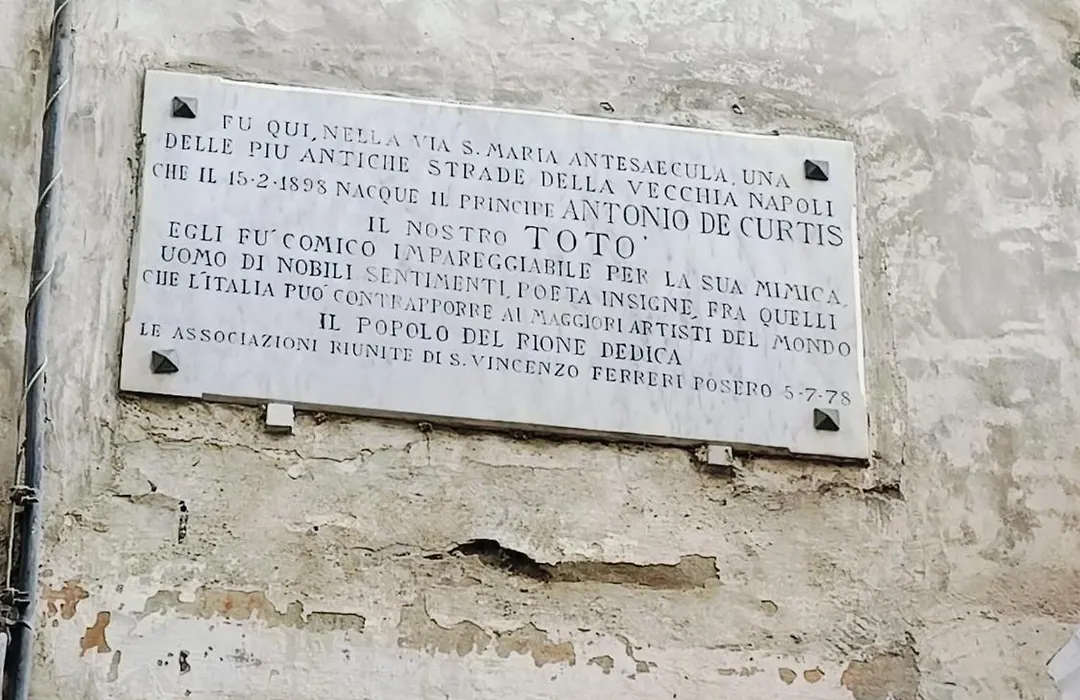 FU QUI, NELLA VIA S. MARIA ANTESAECULA, UNA
DELLE PIU ANTICHE STRADE DELLA VECCHIA NAPOLI
CHE IL 15-2-1898 NACQUE IL PRINCIPE ANTONIO DE CURTIS
IL NOSTRO TOTO'
EGLI FU' COMICO IMPAREGGIABILE PER LA SUA MIMICA,
UOMO DI NOBILI SENTIMENTI, POETA INSIGNE, FRA QUELLI
CHE L'ITALIA PUO' CONTRAPPORRE AI MAGGIORI ARTISTI DEL MONDO
IL POPOLO DEL RIONE DEDICA
LE ASSOCIAZIONI RIUNITE DI S. VINCENZO FERRERI POSERO 5-7-78